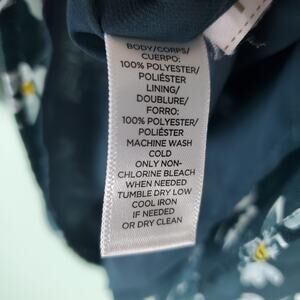 BODY/CORPS/
CUERPO:
100% POLYESTER/
POLIÉSTER
LINING/
DOUBLURE/
FORRO:
100% POLYESTER/
POLIÉSTER
MACHINE WASH
COLD
ONLY NON-
CHLORINE BLEACH
WHEN NEEDED
TUMBLE DRY LOW
COOL IRON
IF NEEDED
OR DRY CLEAN